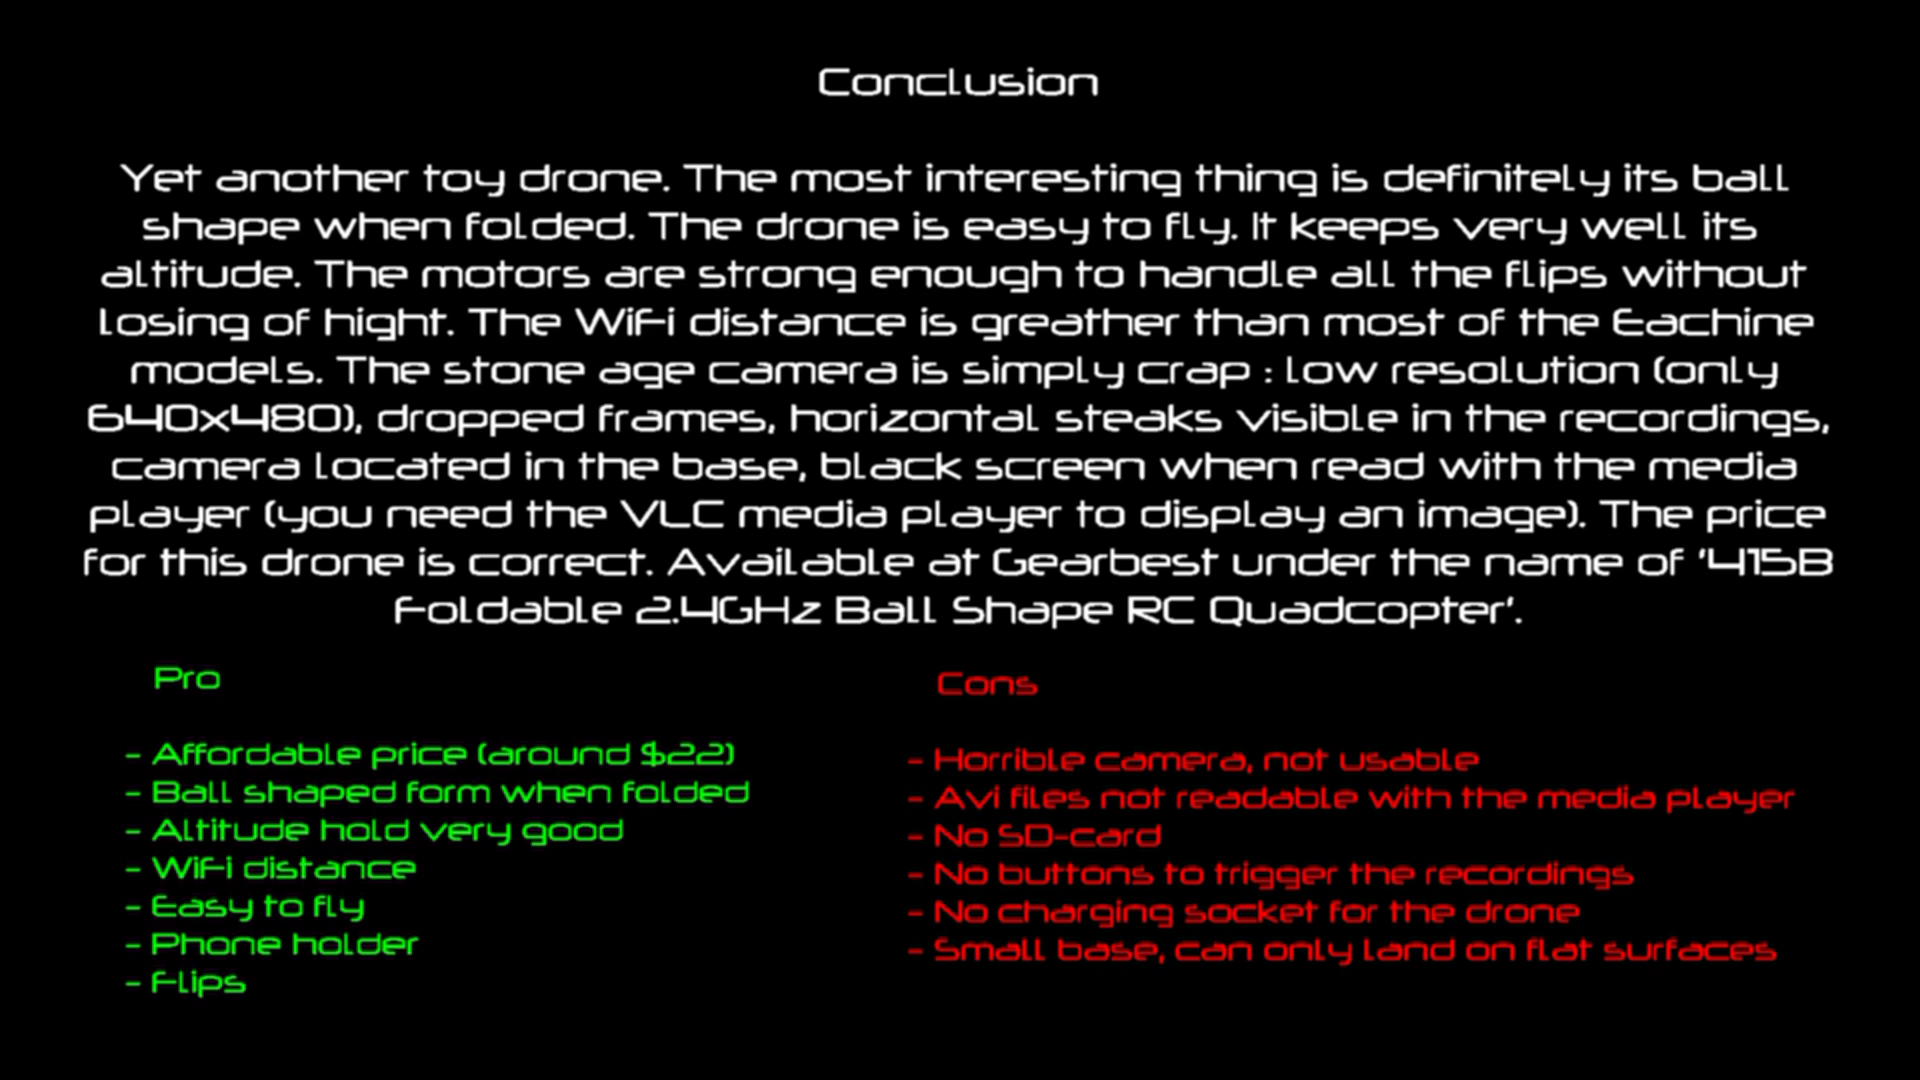 Conclusion
Yet another toy drone. The most interesting thing is definitely its ball
shape when folded. The drone is easy to fly. It keeps very well its
altitude. The motors are strong enough to handle all the flips without
losing of hight. The WiFi distance is greather than most of the Eachine
models. The stone age camera is simply crap : low resolution (only
640x480), dropped frames, horizontal steaks visible in the recordings,
camera located in the base, black screen when read with the media
player (you need the VLC media player to display an image). The price
for this drone is correct. Available at Gearbest under the name of '415B
Foldable 2.4GHz Ball Shape RC Quadcopter'.
Pro
- Affordable price (around $22)
- Ball shaped form when folded
- Altitude hold very good
- WiFi distance
- Easy to fly
- Phone holder
- Flips
Cons
- Horrible camera, not usable
- Avi files not readable with the media player
- No SD-card
- No buttons to trigger the recordings
- No charging socket for the drone
- Small base, can only land on flat surfaces